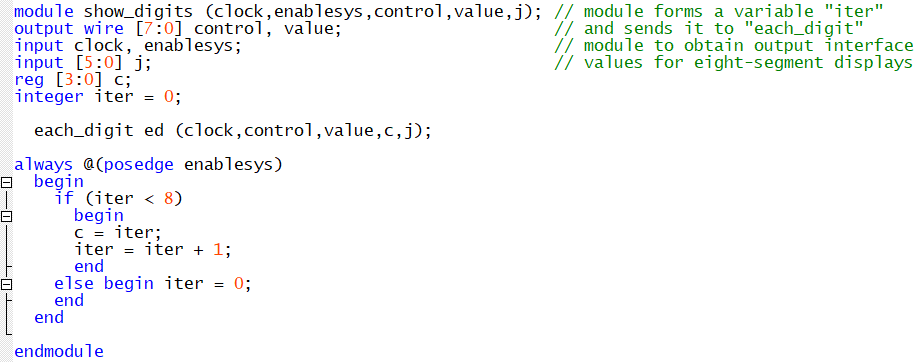 module show_digits (clock,enablesys,control,value,j); // module forms a variable "iter"
output wire [7:0] control, value; // and sends it to "each_digit"
input clock, enablesys; // module to obtain output interface
input [5:0] j; // values for eight-segment displays
reg [3:0] c;
integer iter = 0;
each_digit ed (clock,control,value,c,j);
always @(posedge enablesys)
begin
if (iter < 8)
begin
c = iter;
iter = iter + 1;
end
else begin iter = 0;
end
end
endmodule